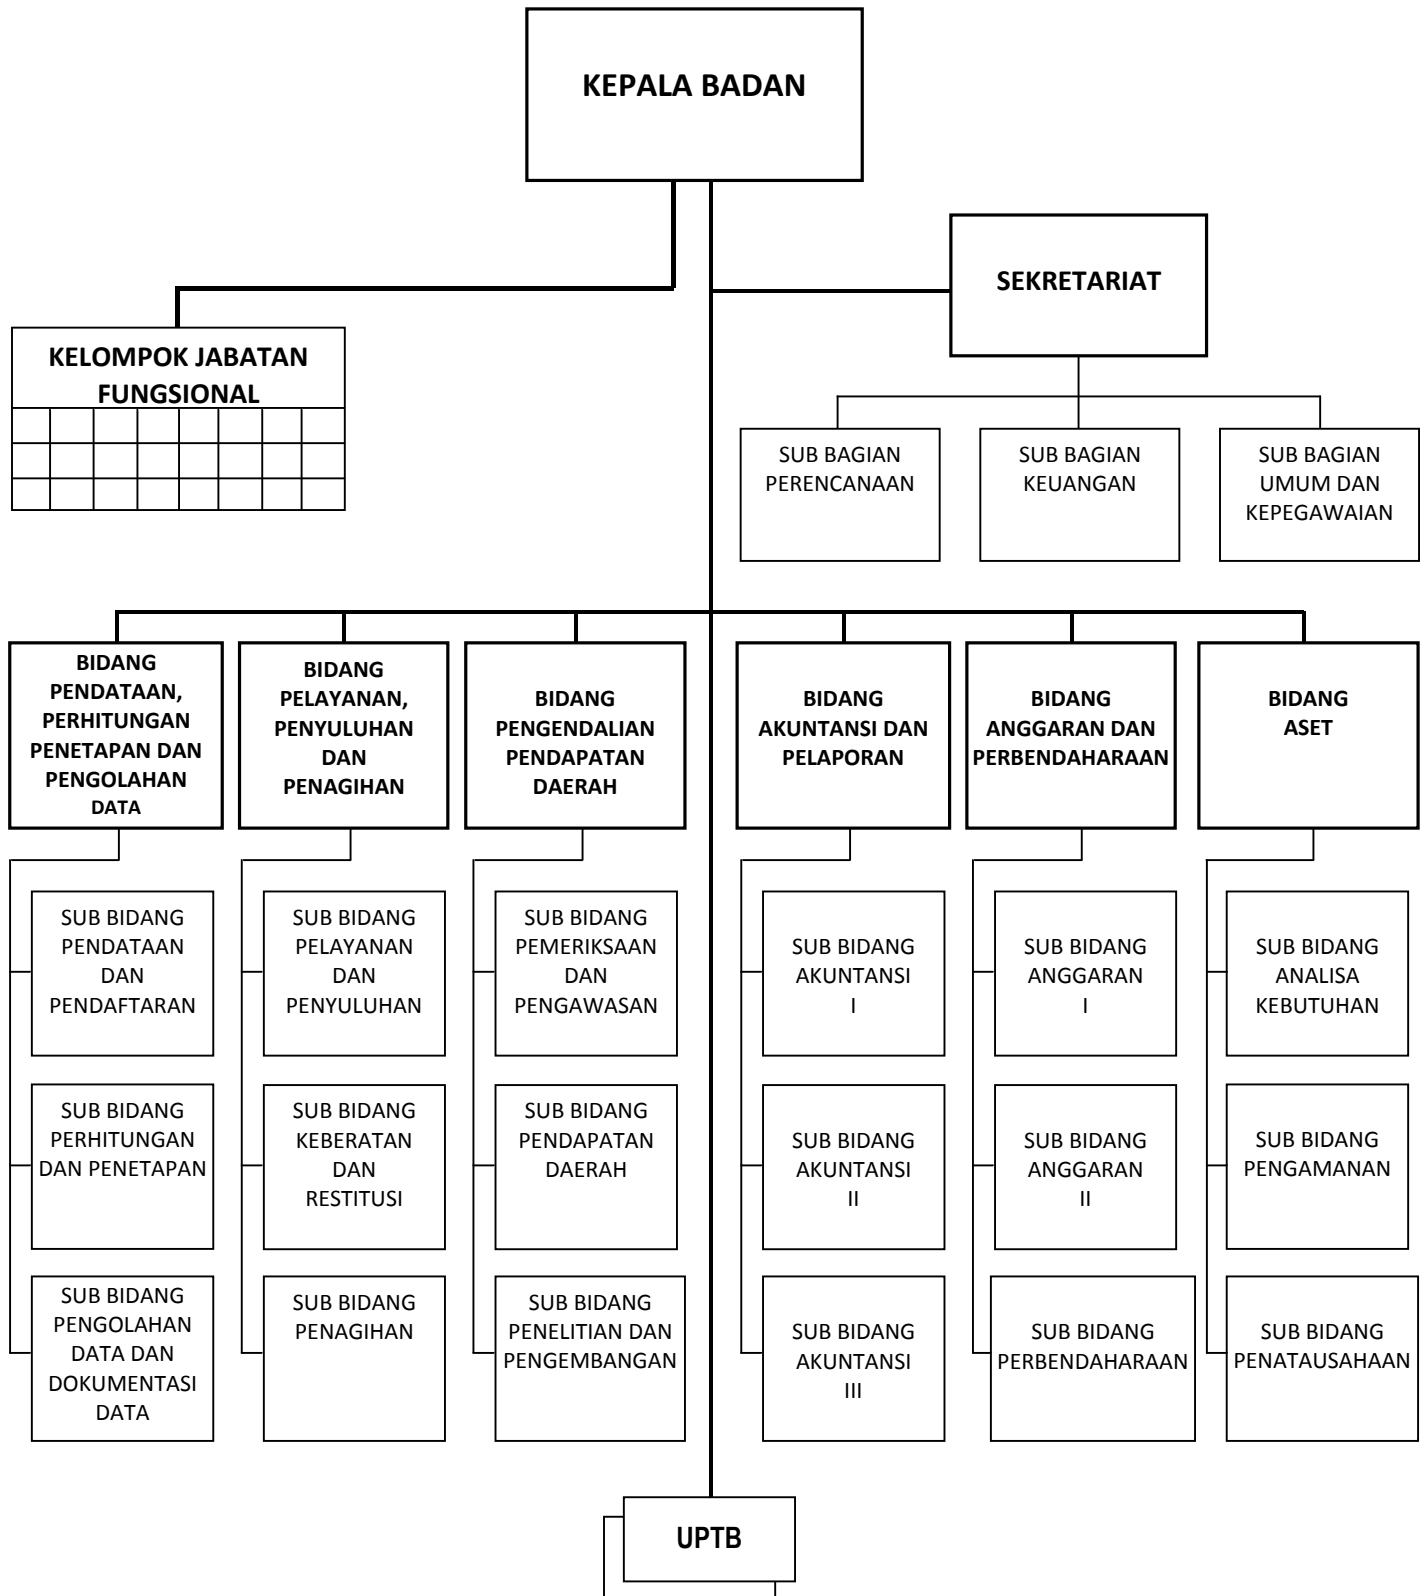 KEPALA BADAN
SEKRETARIAT
KELOMPOK JABATAN
FUNGSIONAL
SUB BAGIAN
PERENCANAAN
SUB BAGIAN
KEUANGAN
SUB BAGIAN
UMUM DAN
KEPEGAWAIAN
BIDANG
PENDATAAN,
PERHITUNGAN
PENETAPAN DAN
PENGOLAHAN
DATA
BIDANG
PELAYANAN,
PENYULUHAN
DAN
PENAGIHAN
BIDANG
PENGENDALIAN
PENDAPATAN
DAERAH
BIDANG
AKUNTANSI DAN
PELAPORAN
BIDANG
ANGGARAN DAN
PERBENDAHARAAN
BIDANG
ASET
SUB BIDANG
PENDATAAN
DAN
PENDAFTARAN
SUB BIDANG
PELAYANAN
DAN
PENYULUHAN
SUB BIDANG
PEMERIKSAAN
DAN
PENGAWASAN
SUB BIDANG
AKUNTANSI
I
SUB BIDANG
ANGGARAN
I
SUB BIDANG
ANALISA
KEBUTUHAN
SUB BIDANG
PERHITUNGAN
DAN PENETAPAN
SUB BIDANG
KEBERATAN
DAN
RESTITUSI
SUB BIDANG
PENDAPATAN
DAERAH
SUB BIDANG
AKUNTANSI
II
SUB BIDANG
ANGGARAN
II
SUB BIDANG
PENGAMANAN
SUB BIDANG
PENGOLAHAN
DATA DAN
DOKUMENTASI
DATA
SUB BIDANG
PENAGIHAN
SUB BIDANG
PENELITIAN DAN
PENGEMBANGAN
SUB BIDANG
AKUNTANSI
III
SUB BIDANG
PERBENDAHARAAN
SUB BIDANG
PENATAUSAHAAN
UPTB